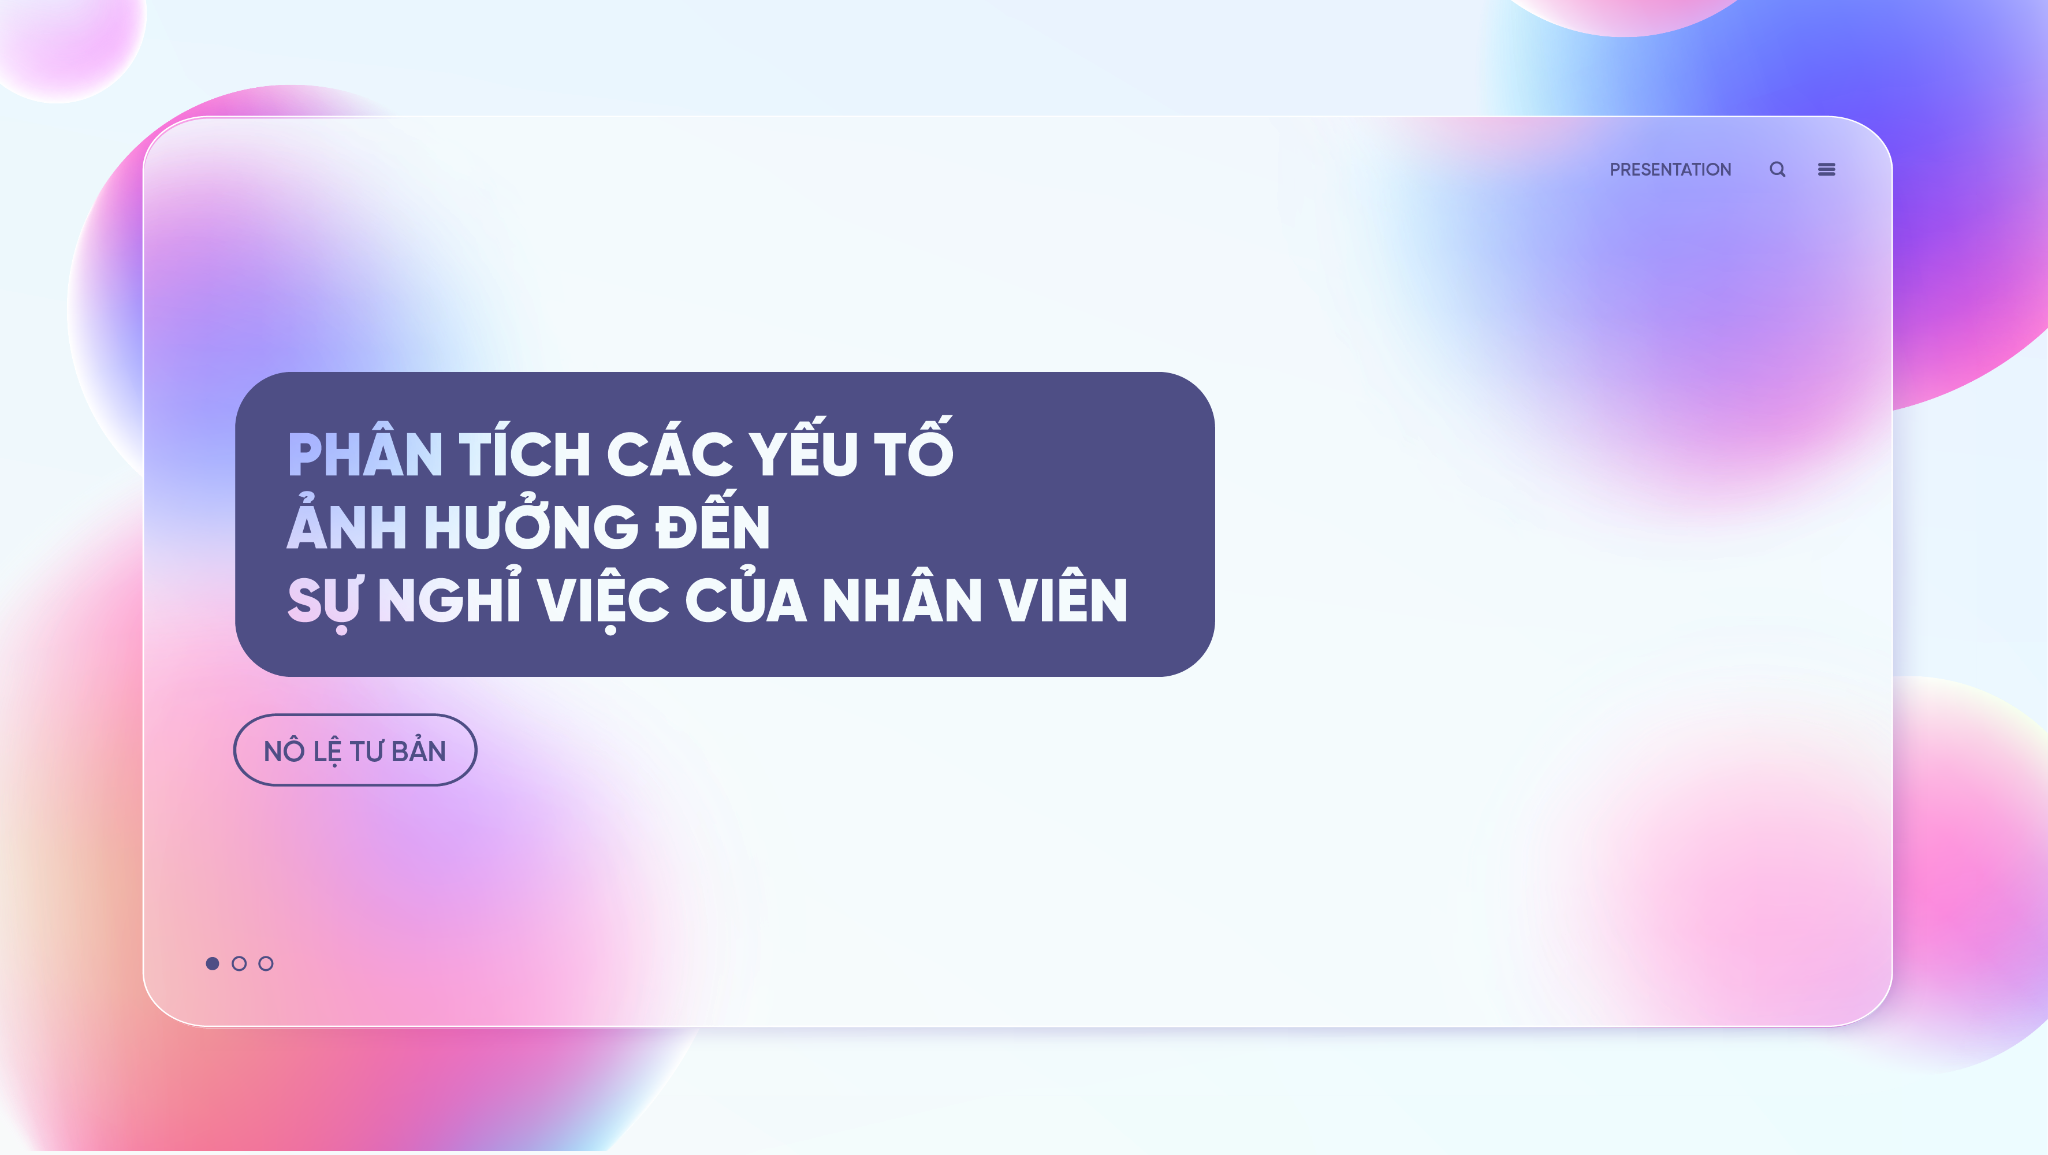 PRESENTATION
PHÂN TÍCH CÁC YẾU TỐ
ẢNH HƯỞNG ĐẾN
SỰ NGHỈ VIỆC CỦA NHÂN VIÊN
NÔ LỆ TƯ BẢN